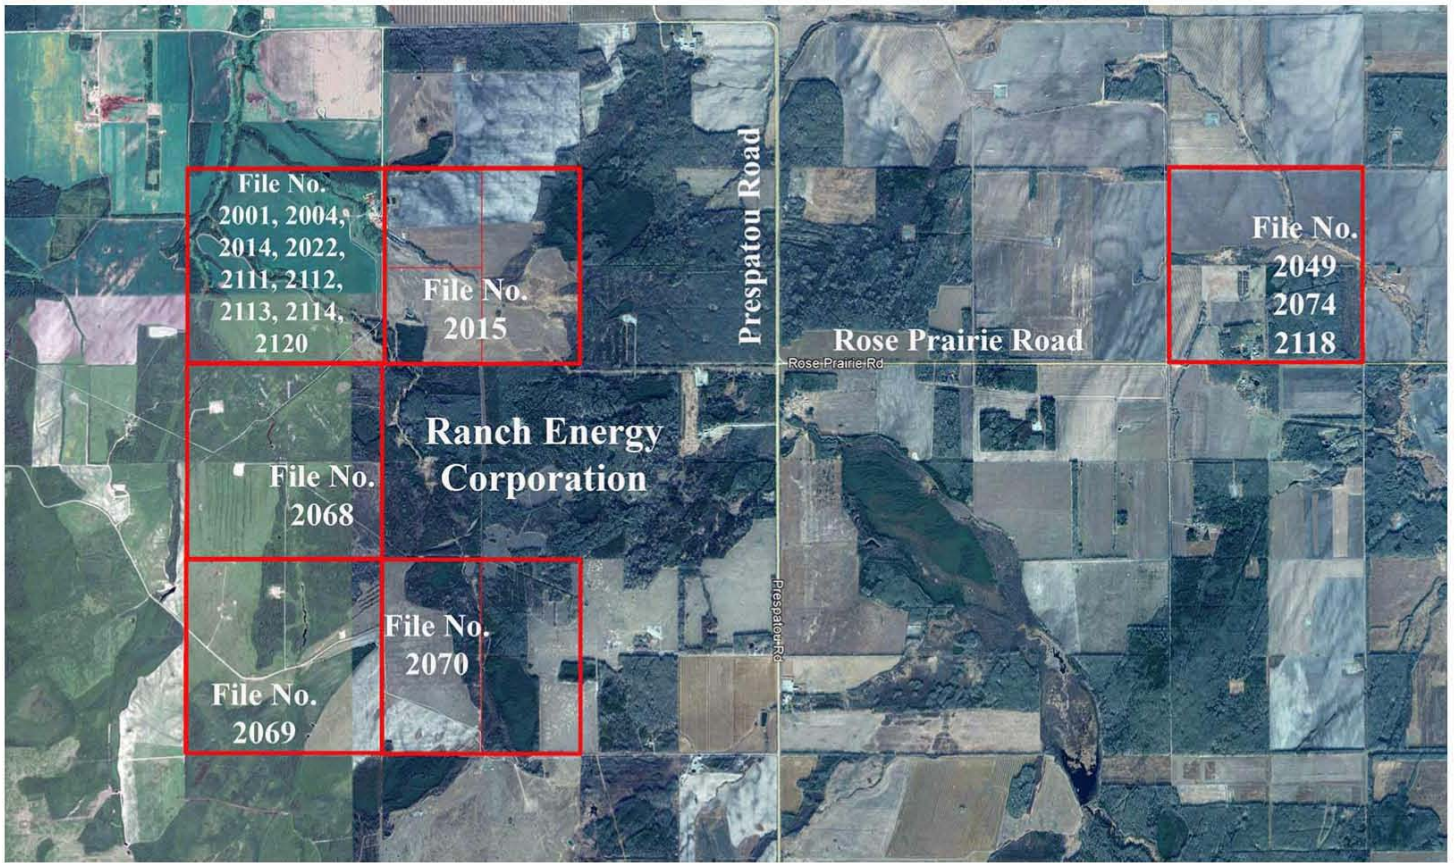 File No.
2001, 2004,
2014, 2022,
2111, 2112,
2113, 2114,
2120
File No.
2015
Prespatou Road
Rose Prairie Road
Rose Prairie Rd
File No.
2049
2074
2118
Ranch Energy
Corporation
File No.
2068
File No.
2070
Prespatou Rd
File No.
2069